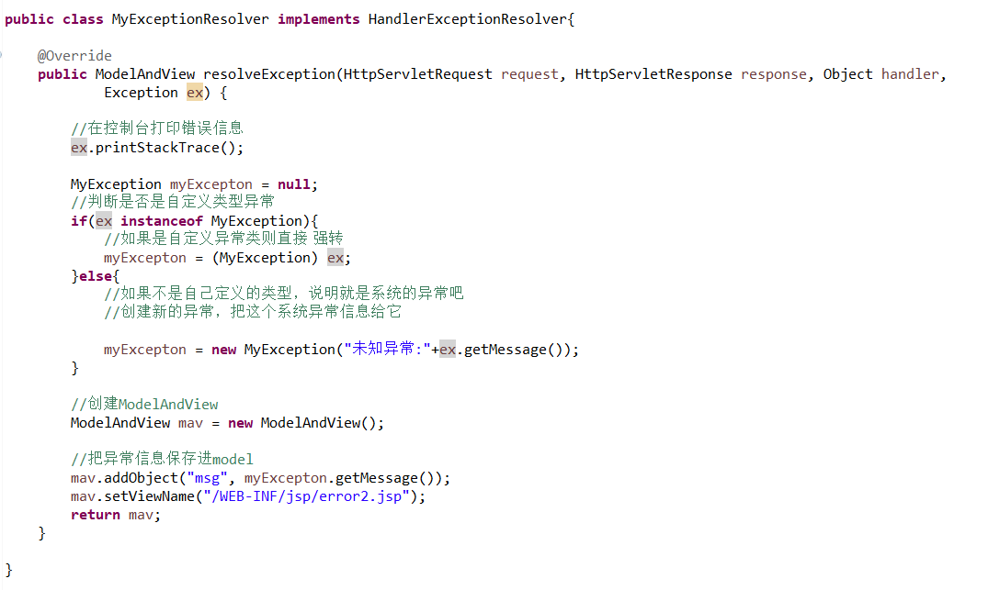 public class MyExceptionResolver implements HandlerExceptionResolver{
@Override
public ModelAndView resolveException(HttpServletRequest request, HttpServletResponse response, Object handler,
Exception ex) {
//在控制台打印错误信息
ex.printStackTrace();
MyException myExcepton = null;
//判断是否是自定义类型异常
if(ex instanceof MyException){
//如果是自定义异常类则直接 强转
myExcepton = (MyException) ex;
}else{
//如果不是自己定义的类型，说明就是系统的异常吧
//创建新的异常，把这个系统异常信息给它
myExcepton = new MyException("未知异常:"+ex.getMessage());
}
//创建ModelAndView
ModelAndView mav = new ModelAndView();
//把异常信息保存进model
mav.addObject("msg", myExcepton.getMessage());
mav.setViewName("/WEB-INF/jsp/error2.jsp");
return mav;
}
}